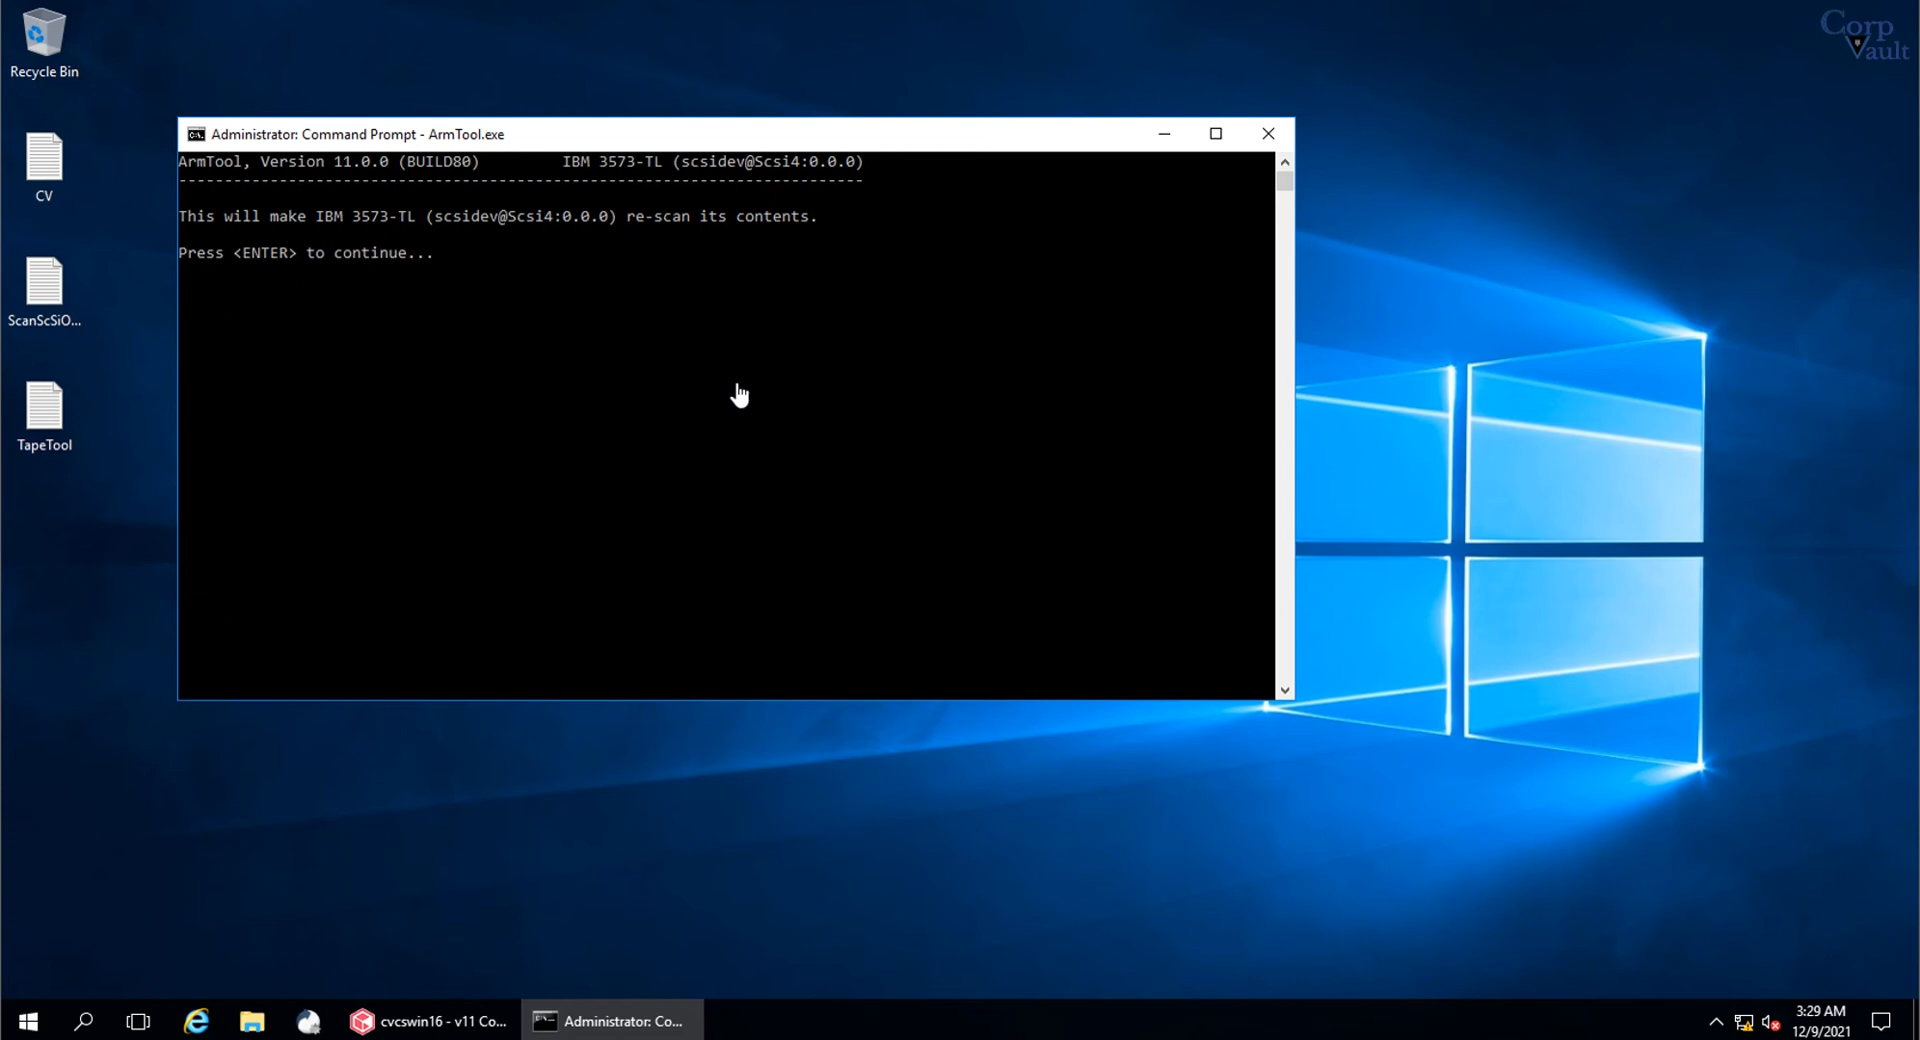 Recycle Bin
CV
ScanScSiO...
TapeTool
Corp
Vault
Administrator: Command Prompt - ArmTool.exe
ArmTool, Version 11.0.0 (BUILD80) IBM 3573-TL (scsidev@Scsi4:0.0.0)
---------------------------------------------------------------------------
This will make IBM 3573-TL (scsidev@Scsi4:0.0.0) re-scan its contents.
Press <ENTER> to continue...
cvcswin16 - v11 Co...
Administrator: Co...
3:29 AM
12/9/2021